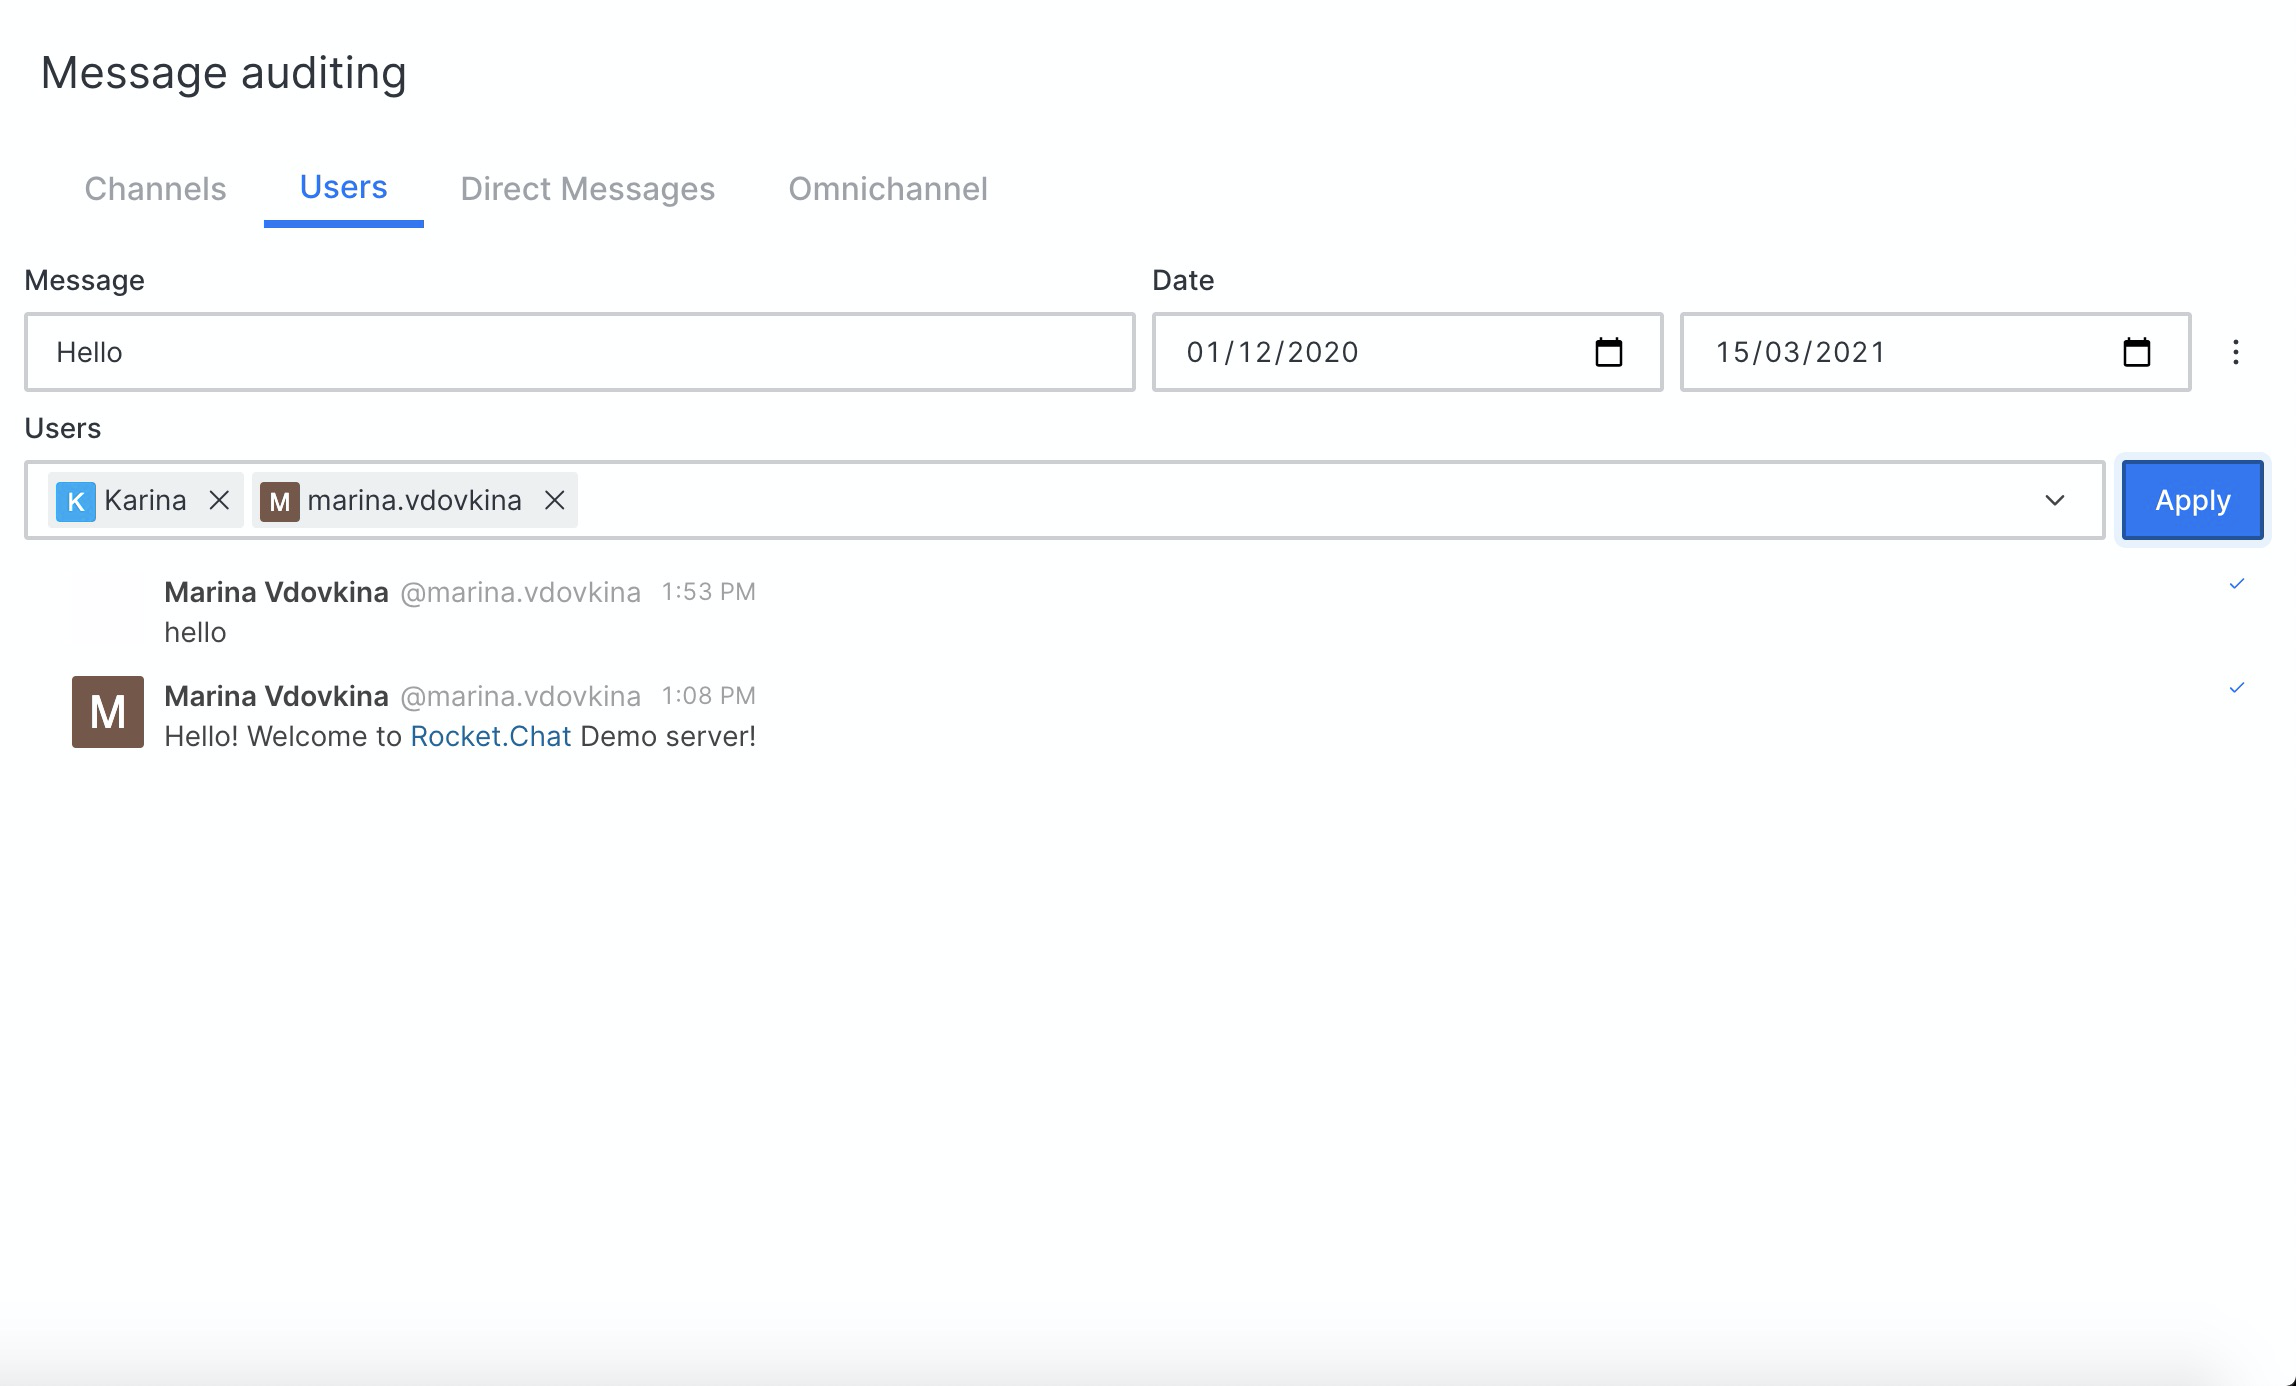 Message auditing
Channels Users Direct Messages Omnichannel
Message Date
Hello 01/12/2020 15/03/2021
Users
K Karina M marina.vdovkina Apply
Marina Vdovkina @marina.vdovkina 1:53 PM
hello
M Marina Vdovkina @marina.vdovkina 1:08 PM
Hello! Welcome to Rocket.Chat Demo server!